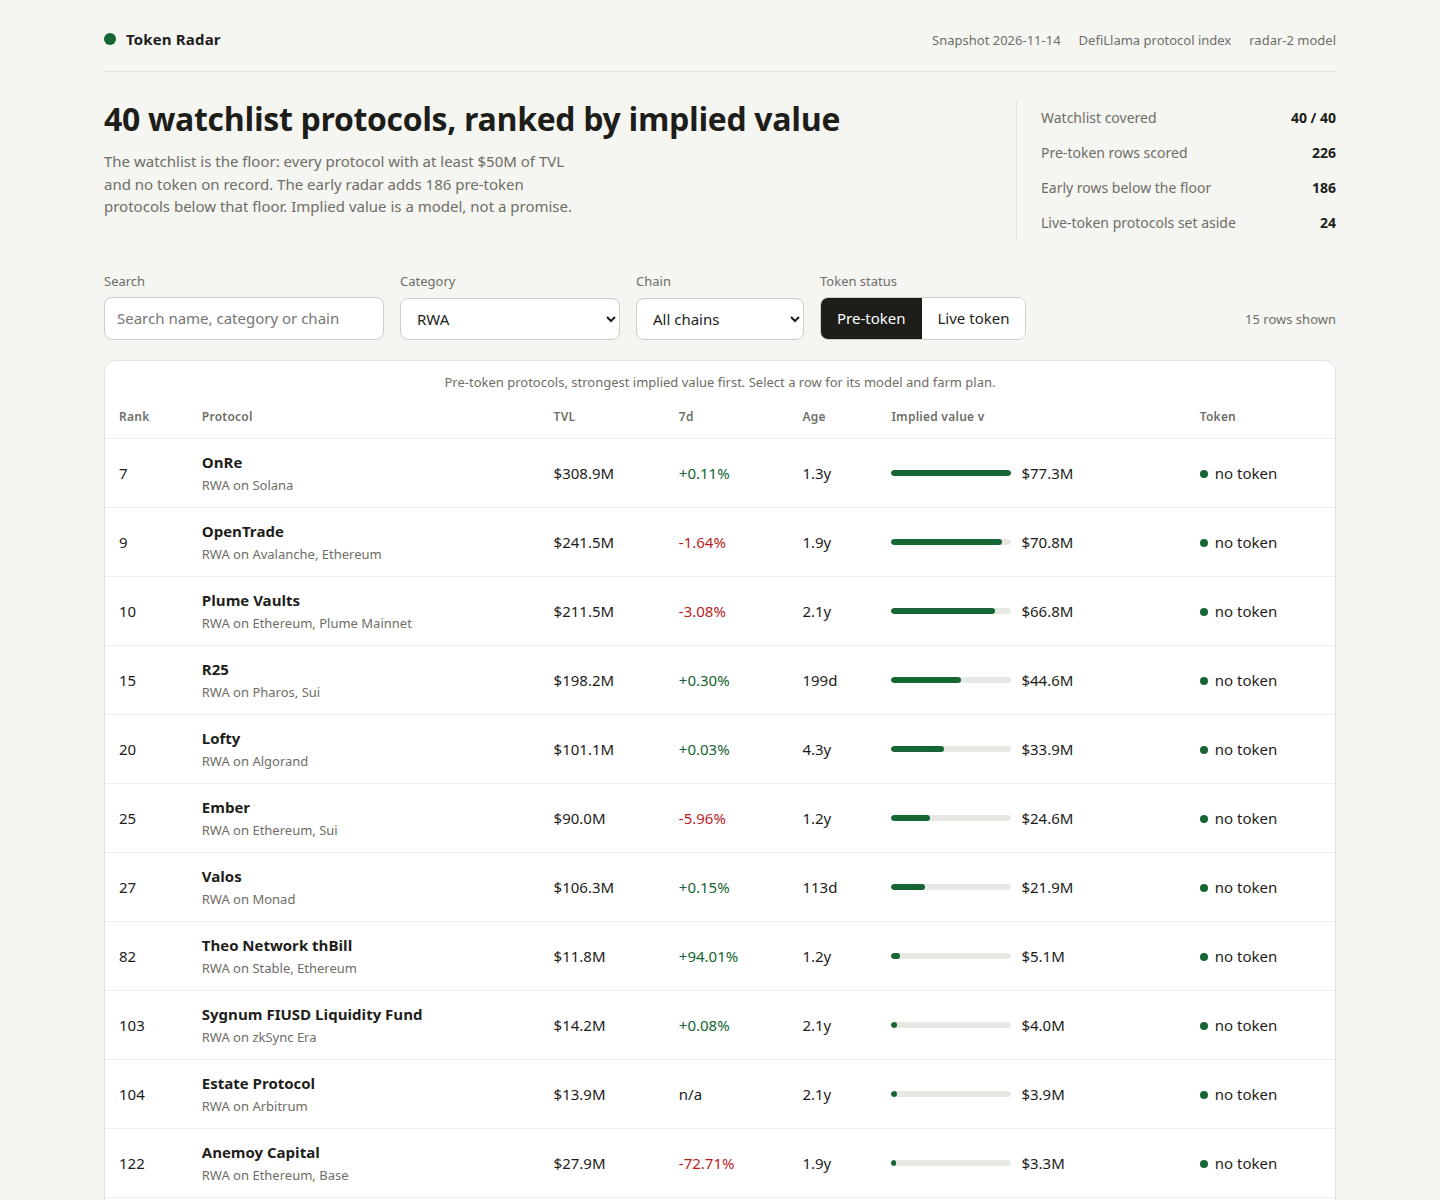 Token Radar
Snapshot 2026-11-14 DefiLlama protocol index radar-2 model
40 watchlist protocols, ranked by implied value
The watchlist is the floor: every protocol with at least $50M of TVL
and no token on record. The early radar adds 186 pre-token
protocols below that floor. Implied value is a model, not a promise.
Watchlist covered 40 / 40
Pre-token rows scored 226
Early rows below the floor 186
Live-token protocols set aside 24
Search Category Chain Token status
Search name, category or chain RWA All chains Pre-token Live token 15 rows shown
Pre-token protocols, strongest implied value first. Select a row for its model and farm plan.
Rank Protocol TVL 7d Age Implied value v Token
7 OnRe $308.9M +0.11% 1.3y $77.3M no token
RWA on Solana
9 OpenTrade $241.5M -1.64% 1.9y $70.8M no token
RWA on Avalanche, Ethereum
10 Plume Vaults $211.5M -3.08% 2.1y $66.8M no token
RWA on Ethereum, Plume Mainnet
15 R25 $198.2M +0.30% 199d $44.6M no token
RWA on Pharos, Sui
20 Lofty $101.1M +0.03% 4.3y $33.9M no token
RWA on Algorand
25 Ember $90.0M -5.96% 1.2y $24.6M no token
RWA on Ethereum, Sui
27 Valos $106.3M +0.15% 113d $21.9M no token
RWA on Monad
82 Theo Network thBill $11.8M +94.01% 1.2y $5.1M no token
RWA on Stable, Ethereum
103 Sygnum FIUSD Liquidity Fund $14.2M +0.08% 2.1y $4.0M no token
RWA on zkSync Era
104 Estate Protocol $13.9M n/a 2.1y $3.9M no token
RWA on Arbitrum
122 Anemoy Capital $27.9M -72.71% 1.9y $3.3M no token
RWA on Ethereum, Base